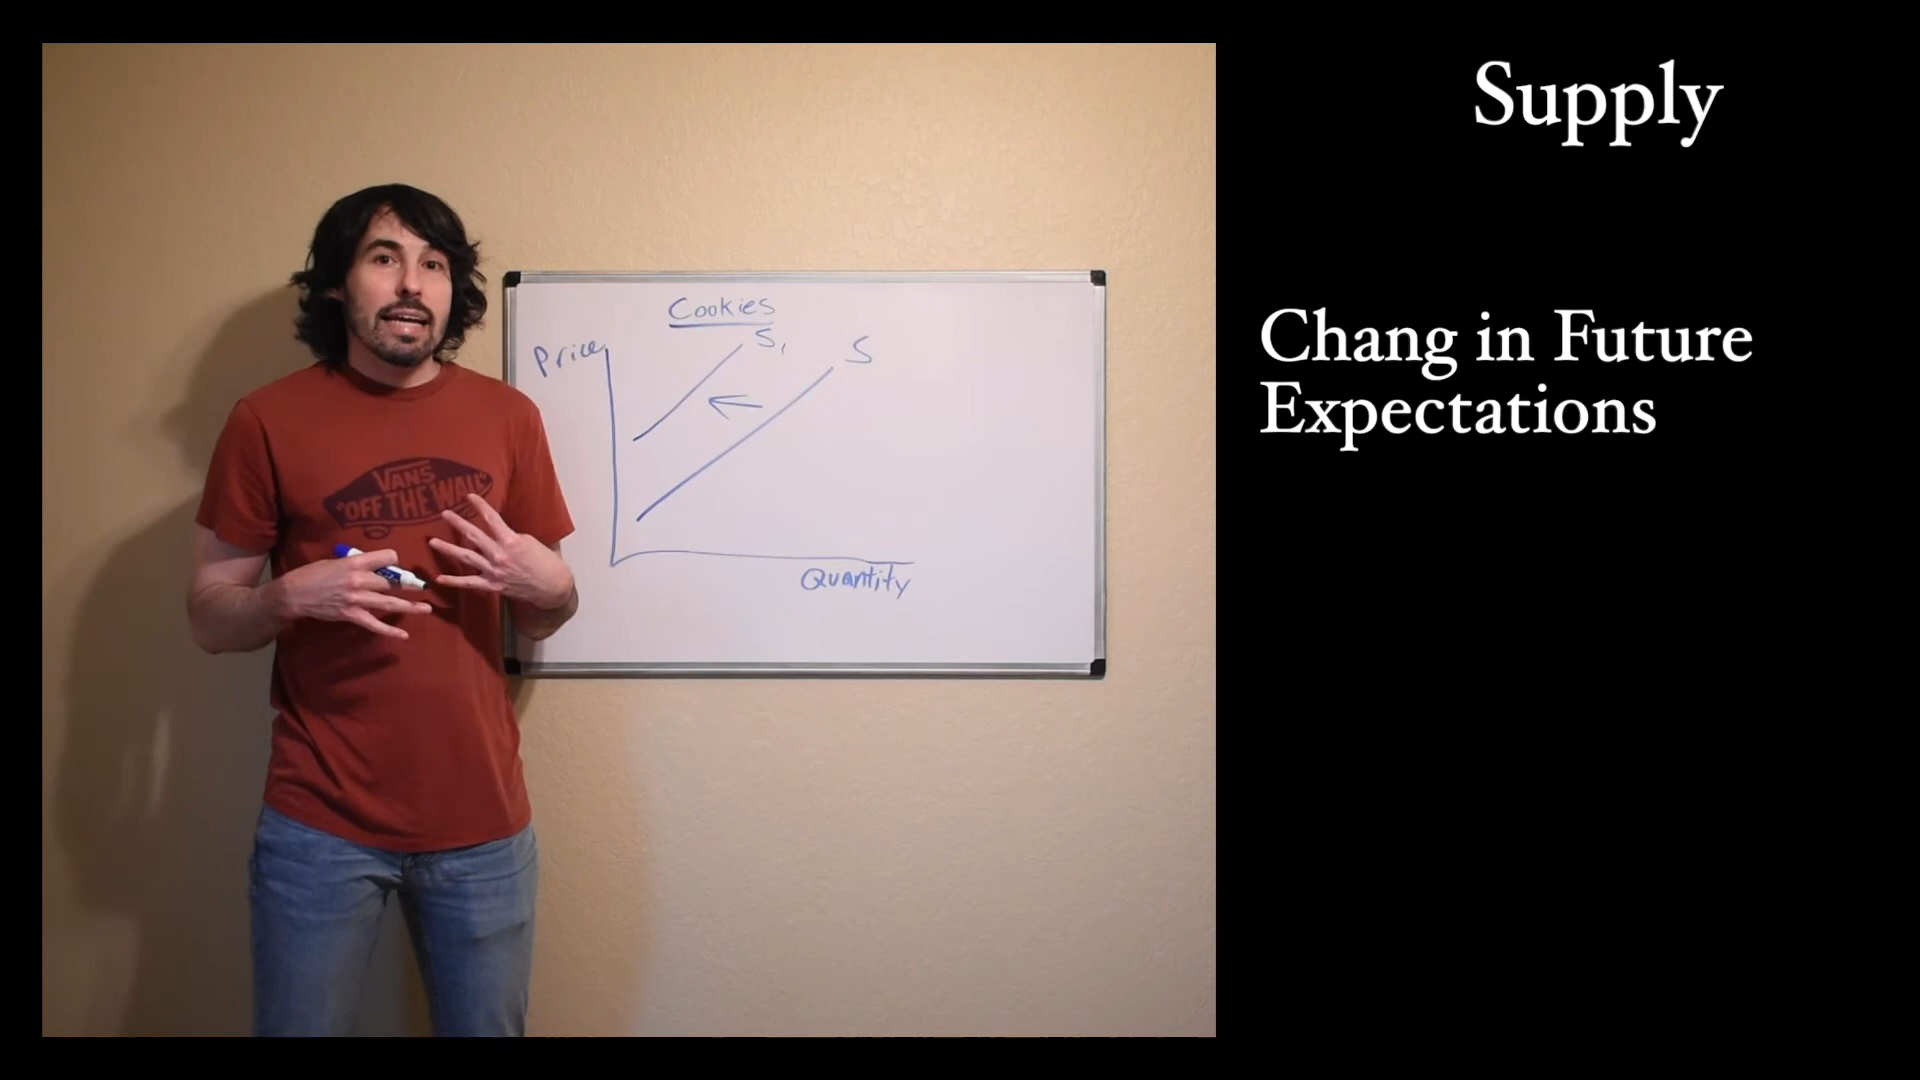 Supply
Chang in Future
Expectations
Cookies
Price
S1
S
Quantity
VANS
"OFF THE WALL"